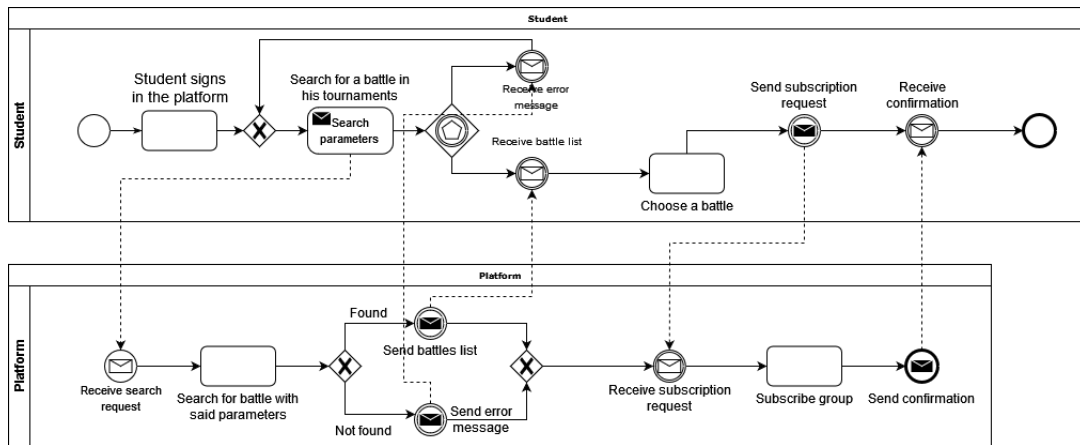 Student
Student
Student signs
in the platform
Search for a battle in
his tournaments
Search
parameters
Receive error
message
Receive battle list
Choose a battle
Send subscription
request
Receive
confirmation
Platform
Platform
Receive search
request
Search for battle with
said parameters
Found
Send battles list
Not found
Send error
message
Receive subscription
request
Subscribe group
Send confirmation